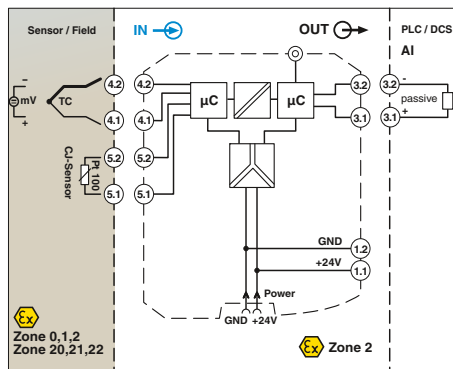 Sensor / Field
IN
OUT
PLC / DCS
AI
−
mV
+
TC
4.2
4.1
4.2
4.1
µC
µC
3.2
3.1
3.2
3.1
-
passive
+
CJ-Sensor
Pt 100
5.2
5.1
5.2
5.1
GND
1.2
+24V
1.1
Power
GND +24V
Ex
Zone 0,1,2
Zone 20,21,22
Ex
Zone 2